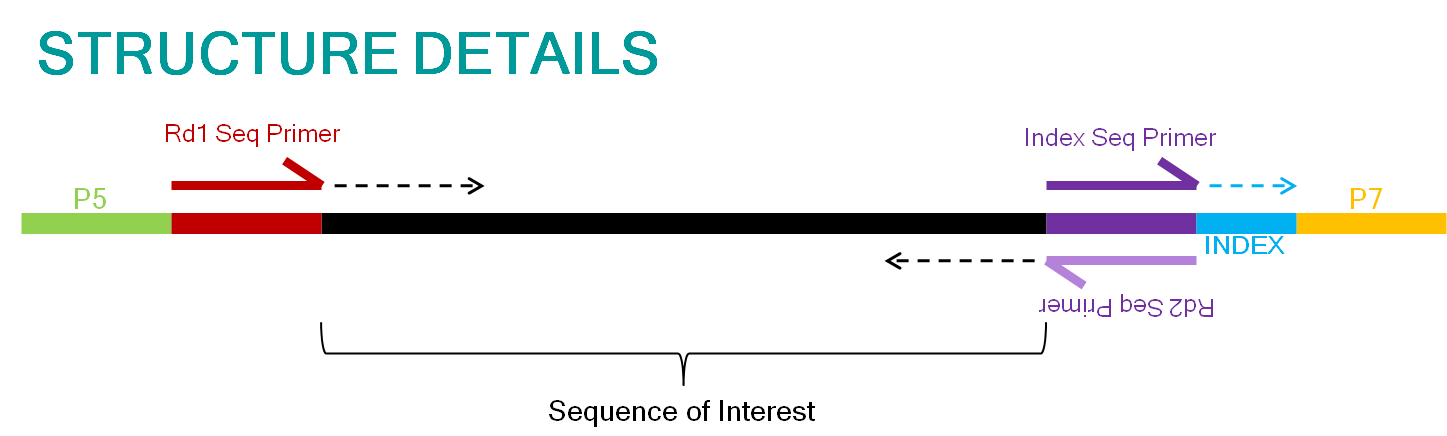 STRUCTURE DETAILS
Rd1 Seq Primer
Index Seq Primer
P5
P7
INDEX
Rd2 Seq Primer
Sequence of Interest